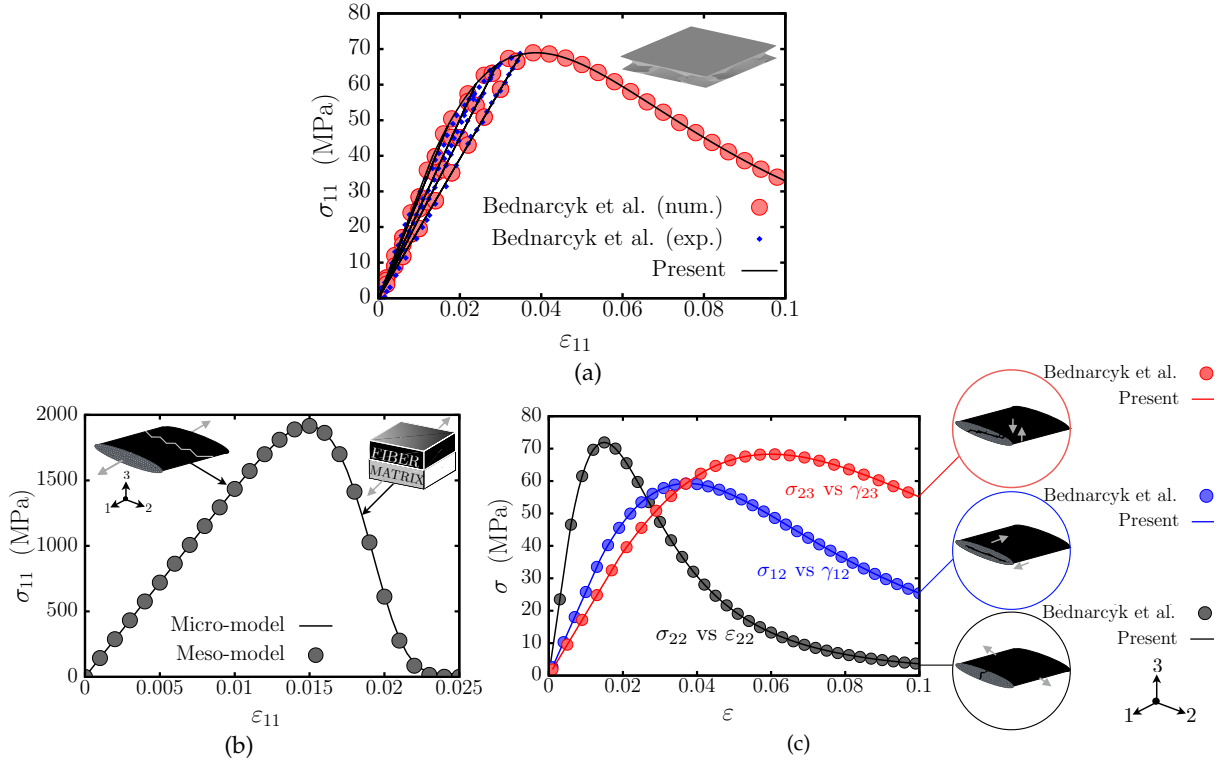 80
70
60
50
40
30
20
10
0
σ₁₁ (MPa)
Bednarcyk et al. (num.)
Bednarcyk et al. (exp.)
Present
0 0.02 0.04 0.06 0.08 0.1
ε₁₁
(a)
2000
1500
1000
500
0
σ₁₁ (MPa)
3
1 2
FIBER
MATRIX
Micro-model
Meso-model
0 0.005 0.01 0.015 0.02 0.025
ε₁₁
(b)
80
70
60
50
40
30
20
10
0
σ (MPa)
σ₂₃ vs γ₂₃
σ₁₂ vs γ₁₂
σ₂₂ vs ε₂₂
0 0.02 0.04 0.06 0.08 0.1
ε
(c)
Bednarcyk et al.
Present
Bednarcyk et al.
Present
Bednarcyk et al.
Present
3
1 2